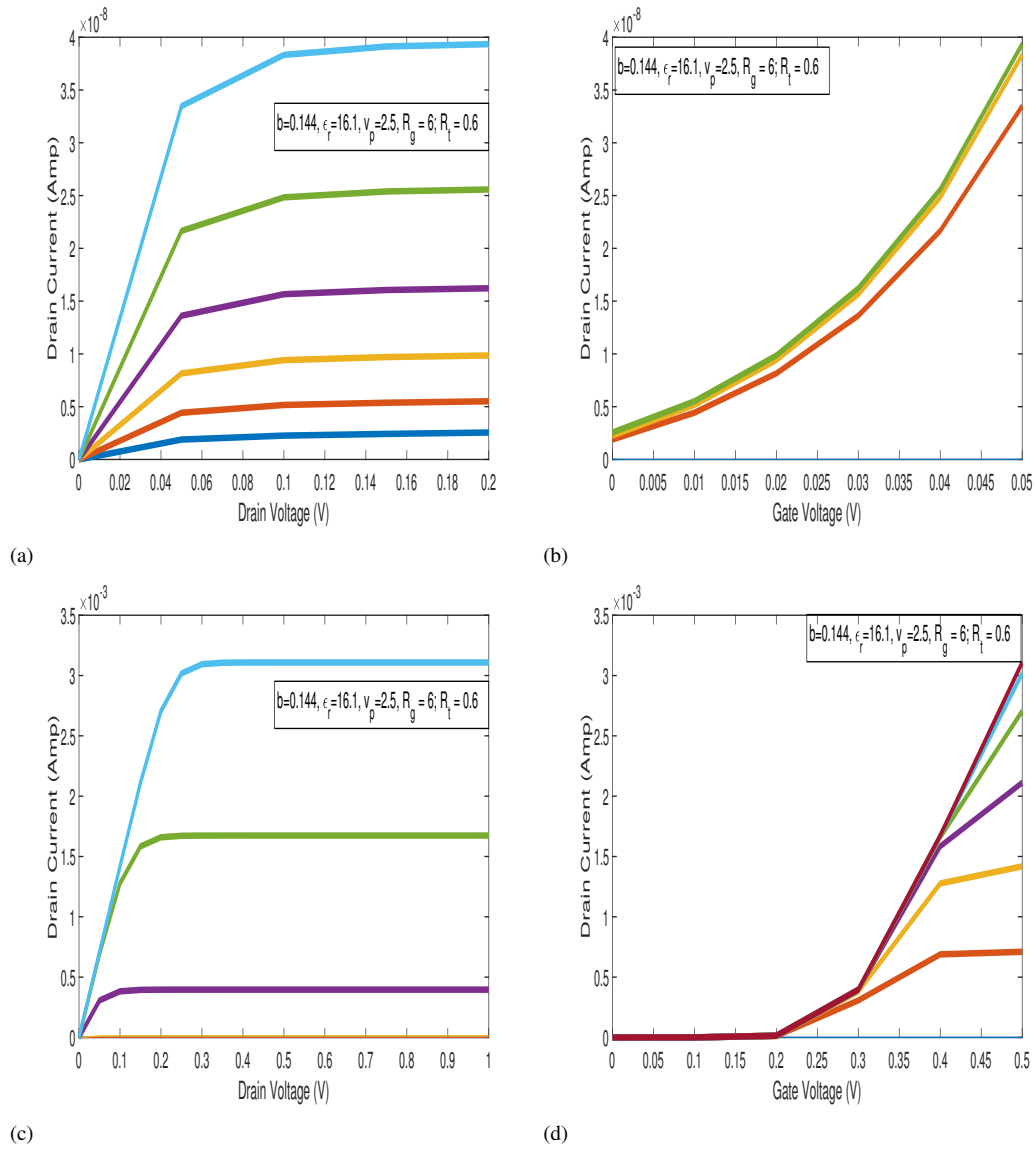 ×10-8
4
3.5
3
2.5
2
1.5
1
0.5
0
Drain Current (Amp)
b=0.144, ϵr=16.1, vp=2.5, Rg = 6; Rt = 0.6
0 0.02 0.04 0.06 0.08 0.1 0.12 0.14 0.16 0.18 0.2
Drain Voltage (V)
(a)
×10-8
4
3.5
3
2.5
2
1.5
1
0.5
0
Drain Current (Amp)
b=0.144, ϵr=16.1, vp=2.5, Rg = 6; Rt = 0.6
0 0.005 0.01 0.015 0.02 0.025 0.03 0.035 0.04 0.045 0.05
Gate Voltage (V)
(b)
×10-3
3.5
3
2.5
2
1.5
1
0.5
0
Drain Current (Amp)
b=0.144, ϵr=16.1, vp=2.5, Rg = 6; Rt = 0.6
0 0.1 0.2 0.3 0.4 0.5 0.6 0.7 0.8 0.9 1
Drain Voltage (V)
(c)
×10-3
3.5
3
2.5
2
1.5
1
0.5
0
Drain Current (Amp)
b=0.144, ϵr=16.1, vp=2.5, Rg = 6; Rt = 0.6
0 0.05 0.1 0.15 0.2 0.25 0.3 0.35 0.4 0.45 0.5
Gate Voltage (V)
(d)